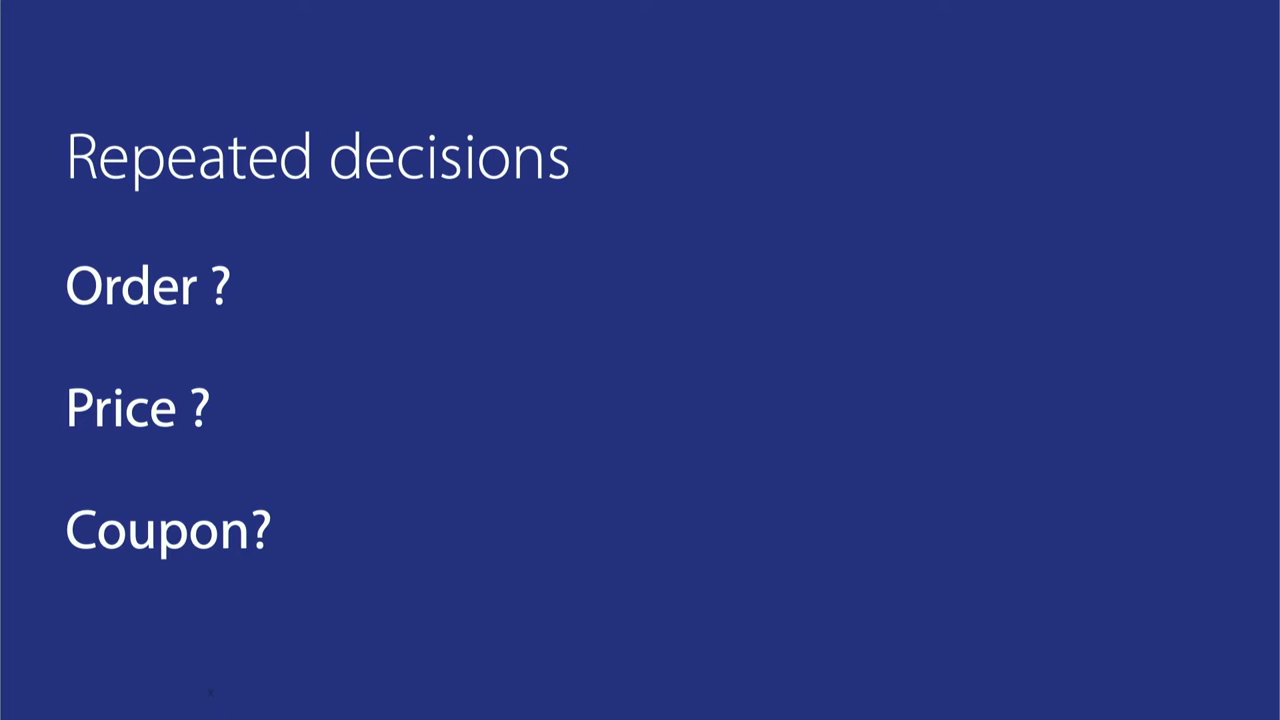 Repeated decisions
Order ?
Price ?
Coupon?
x